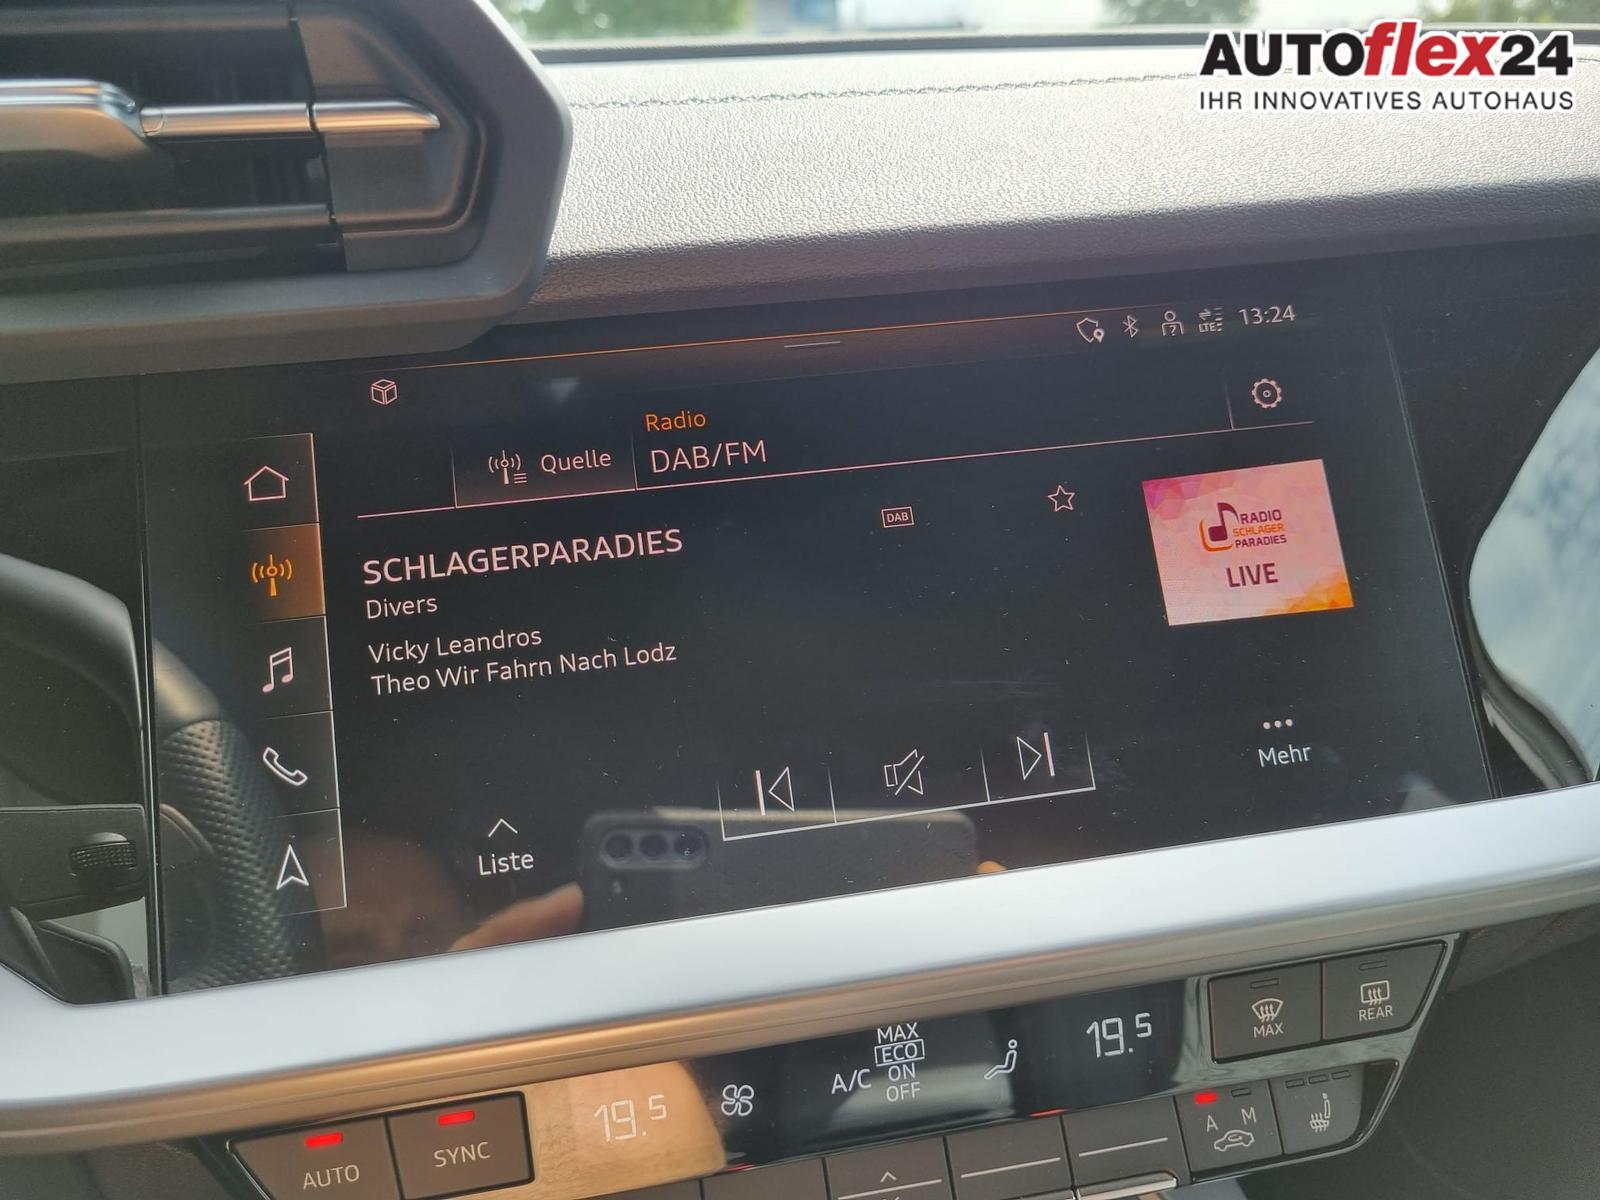 AUTOflex24
IHR INNOVATIVES AUTOHAUS
LTE
13:24
Radio
Quelle
DAB/FM
DAB
SCHLAGERPARADIES
Divers
Vicky Leandros
Theo Wir Fahrn Nach Lodz
RADIO
SCHLAGER
PARADIES
LIVE
Mehr
Liste
MAX
REAR
MAX
ECO
A/C ON
OFF
19.5
19.5
A M
AUTO
SYNC